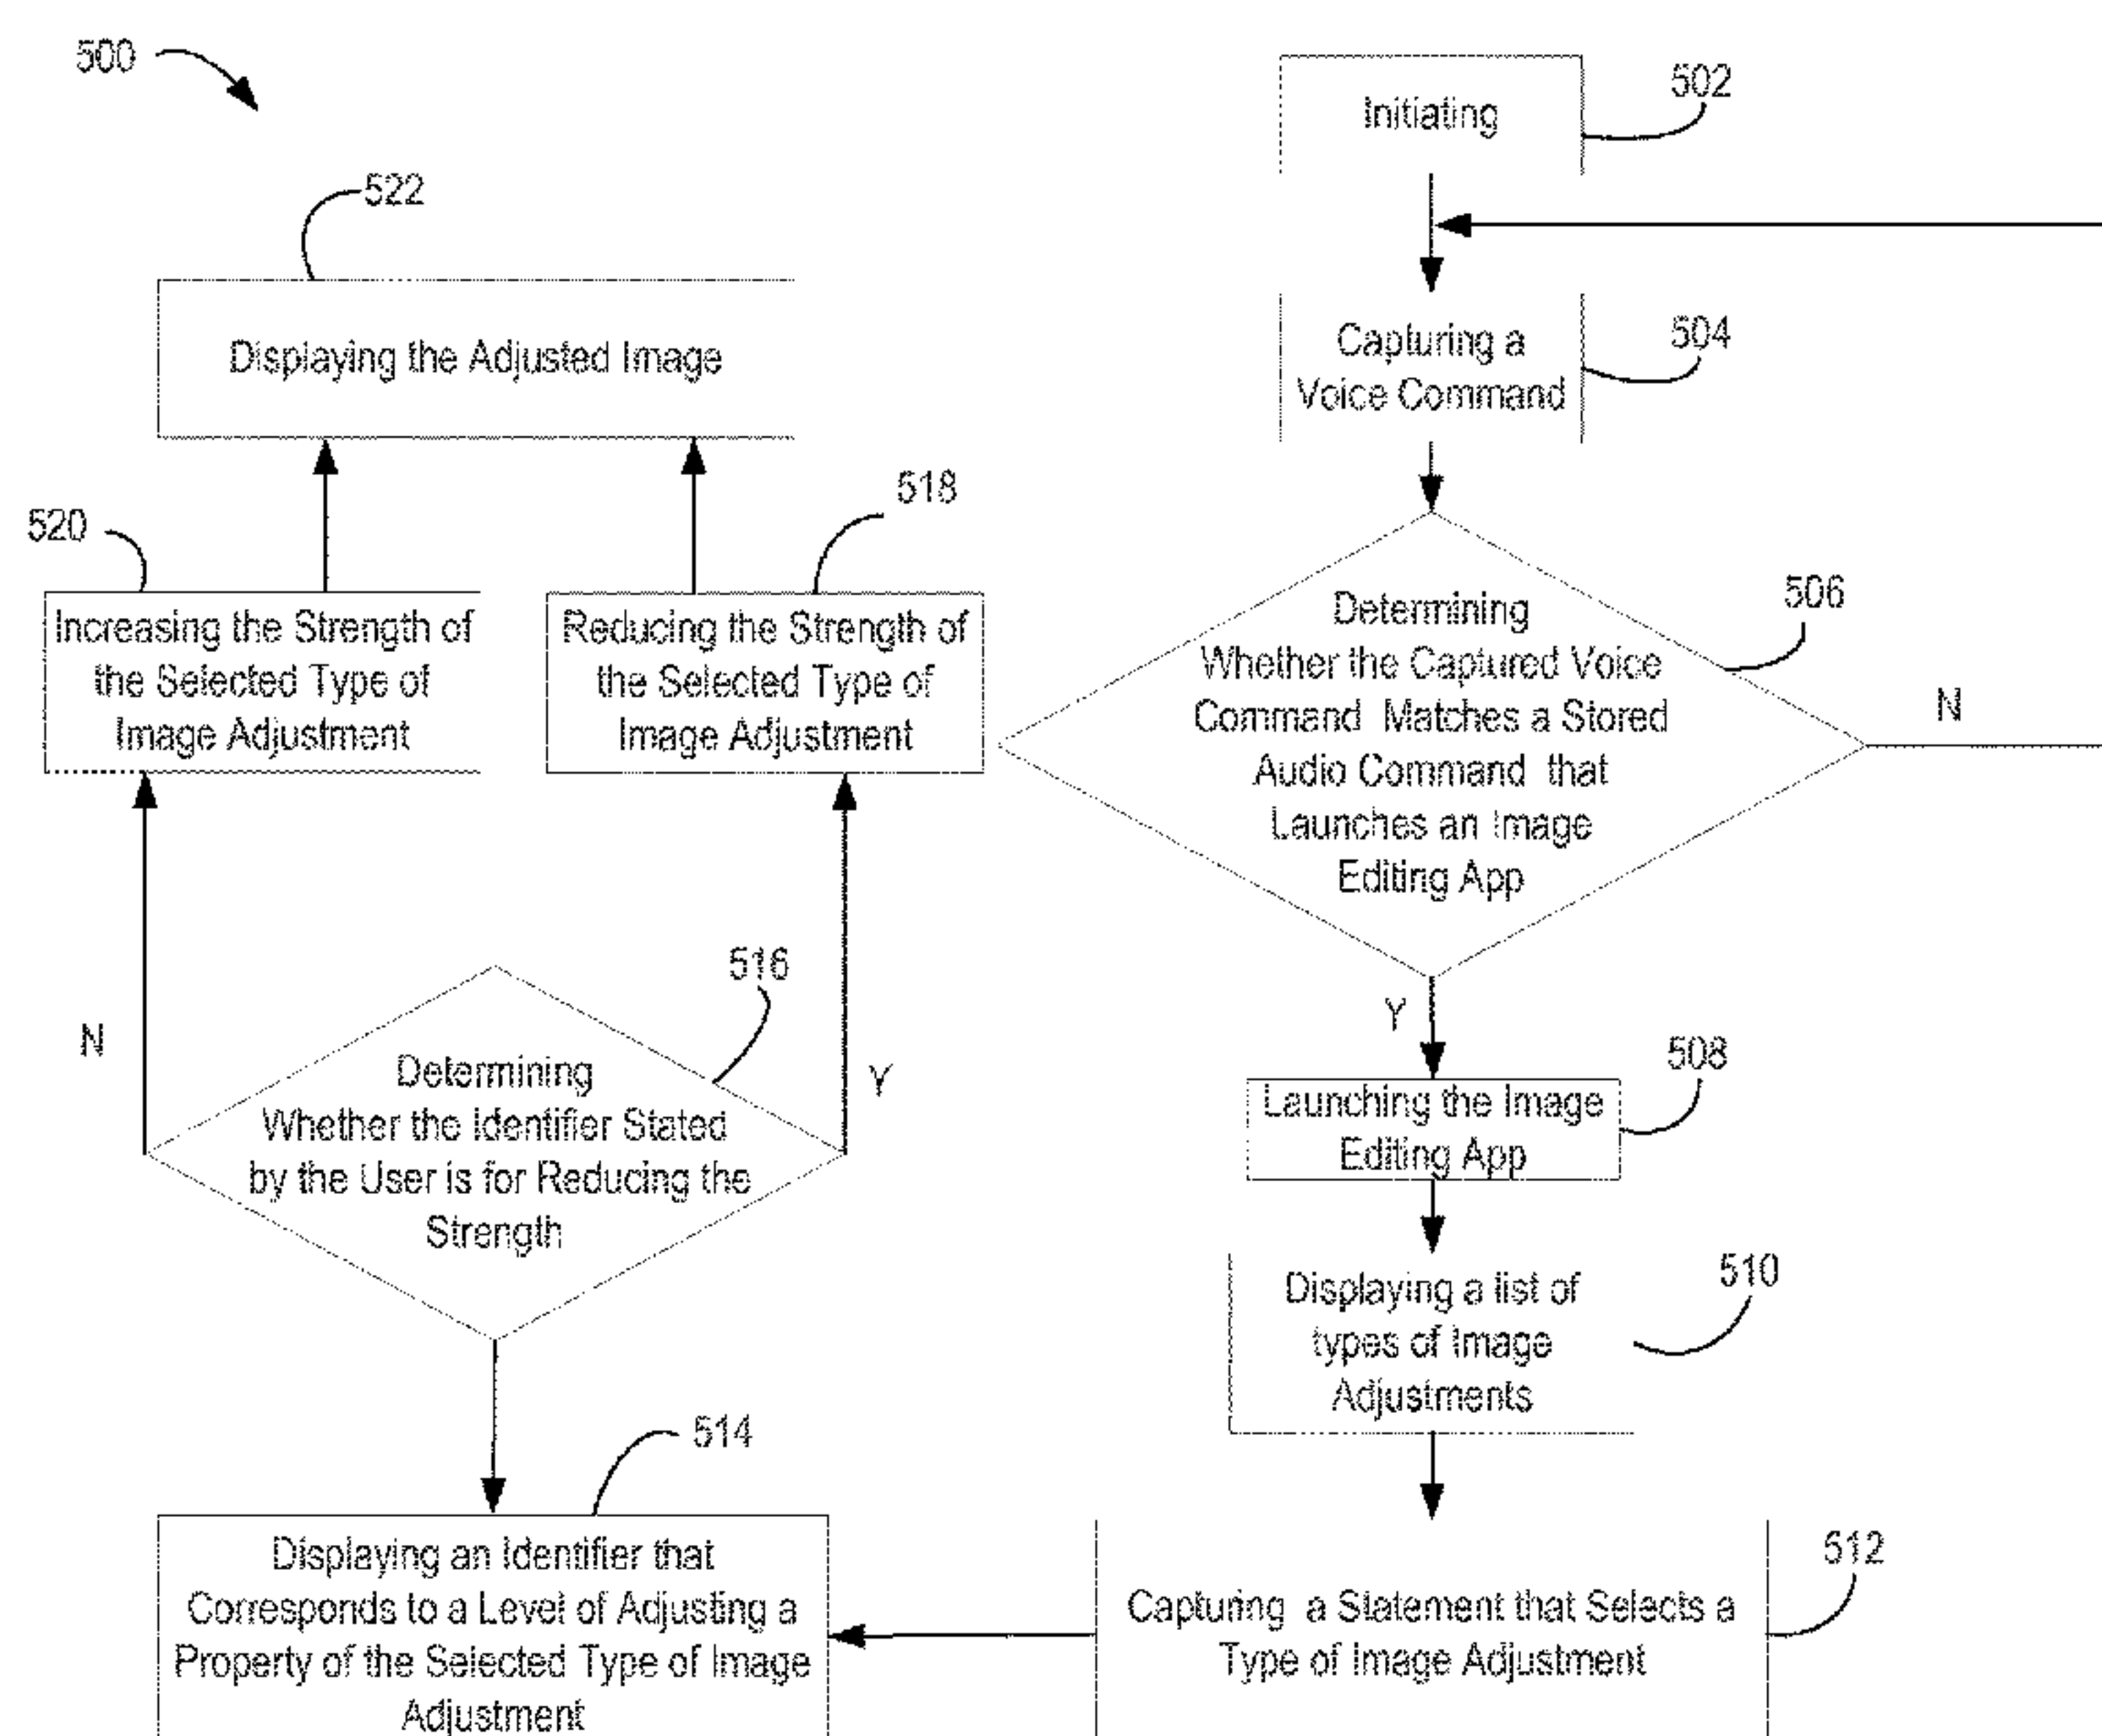 500
502
Initiating
504
Capturing a
Voice Command
506
Determining
Whether the Captured Voice
Command Matches a Stored
Audio Command that
Launches an Image
Editing App
N
Y
508
Launching the Image
Editing App
510
Displaying a list of
types of Image
Adjustments
512
Capturing a Statement that Selects a
Type of Image Adjustment
514
Displaying an Identifier that
Corresponds to a Level of Adjusting a
Property of the Selected Type of Image
Adjustment
516
Determining
Whether the Identifier Stated
by the User is for Reducing the
Strength
N
Y
518
Reducing the Strength of
the Selected Type of
Image Adjustment
520
Increasing the Strength of
the Selected Type of
Image Adjustment
522
Displaying the Adjusted Image